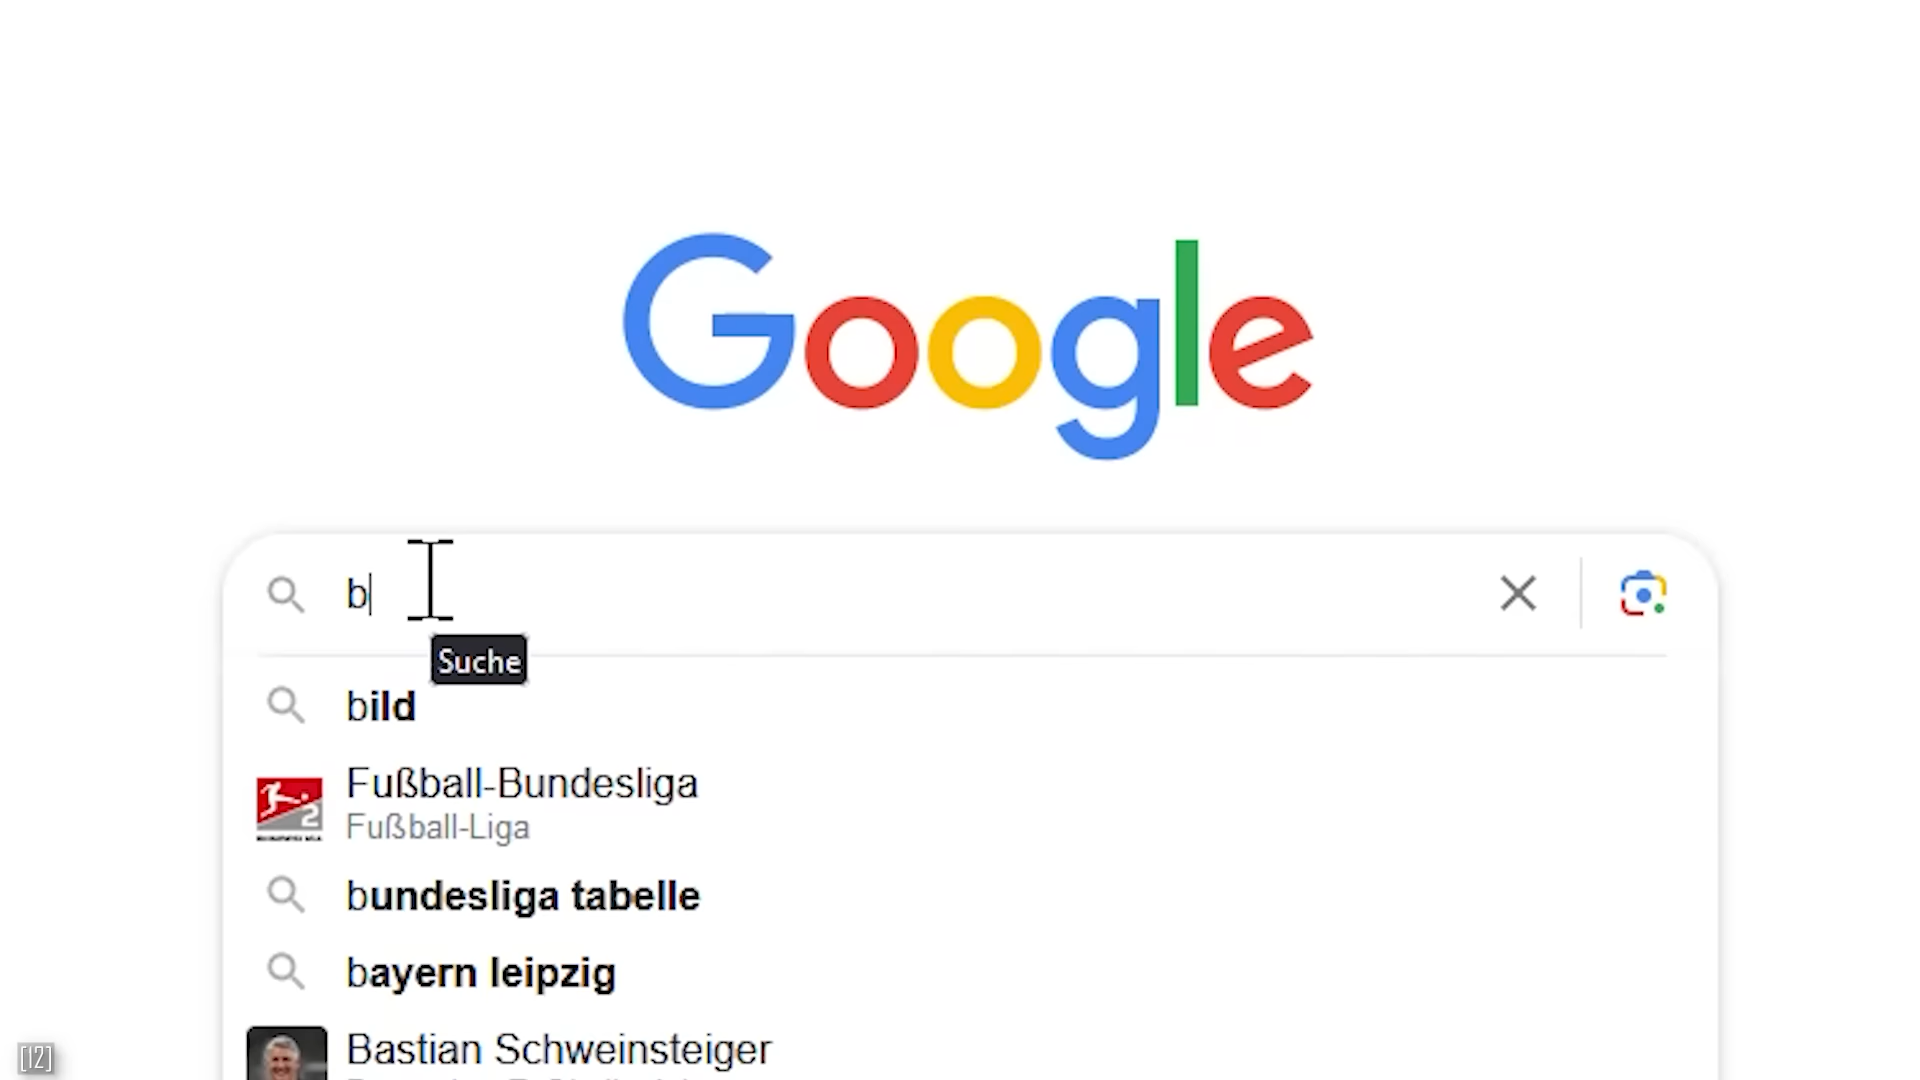 Google
b
Suche
bild
Fußball-Bundesliga
Fußball-Liga
bundesliga tabelle
bayern leipzig
Bastian Schweinsteiger
[12]